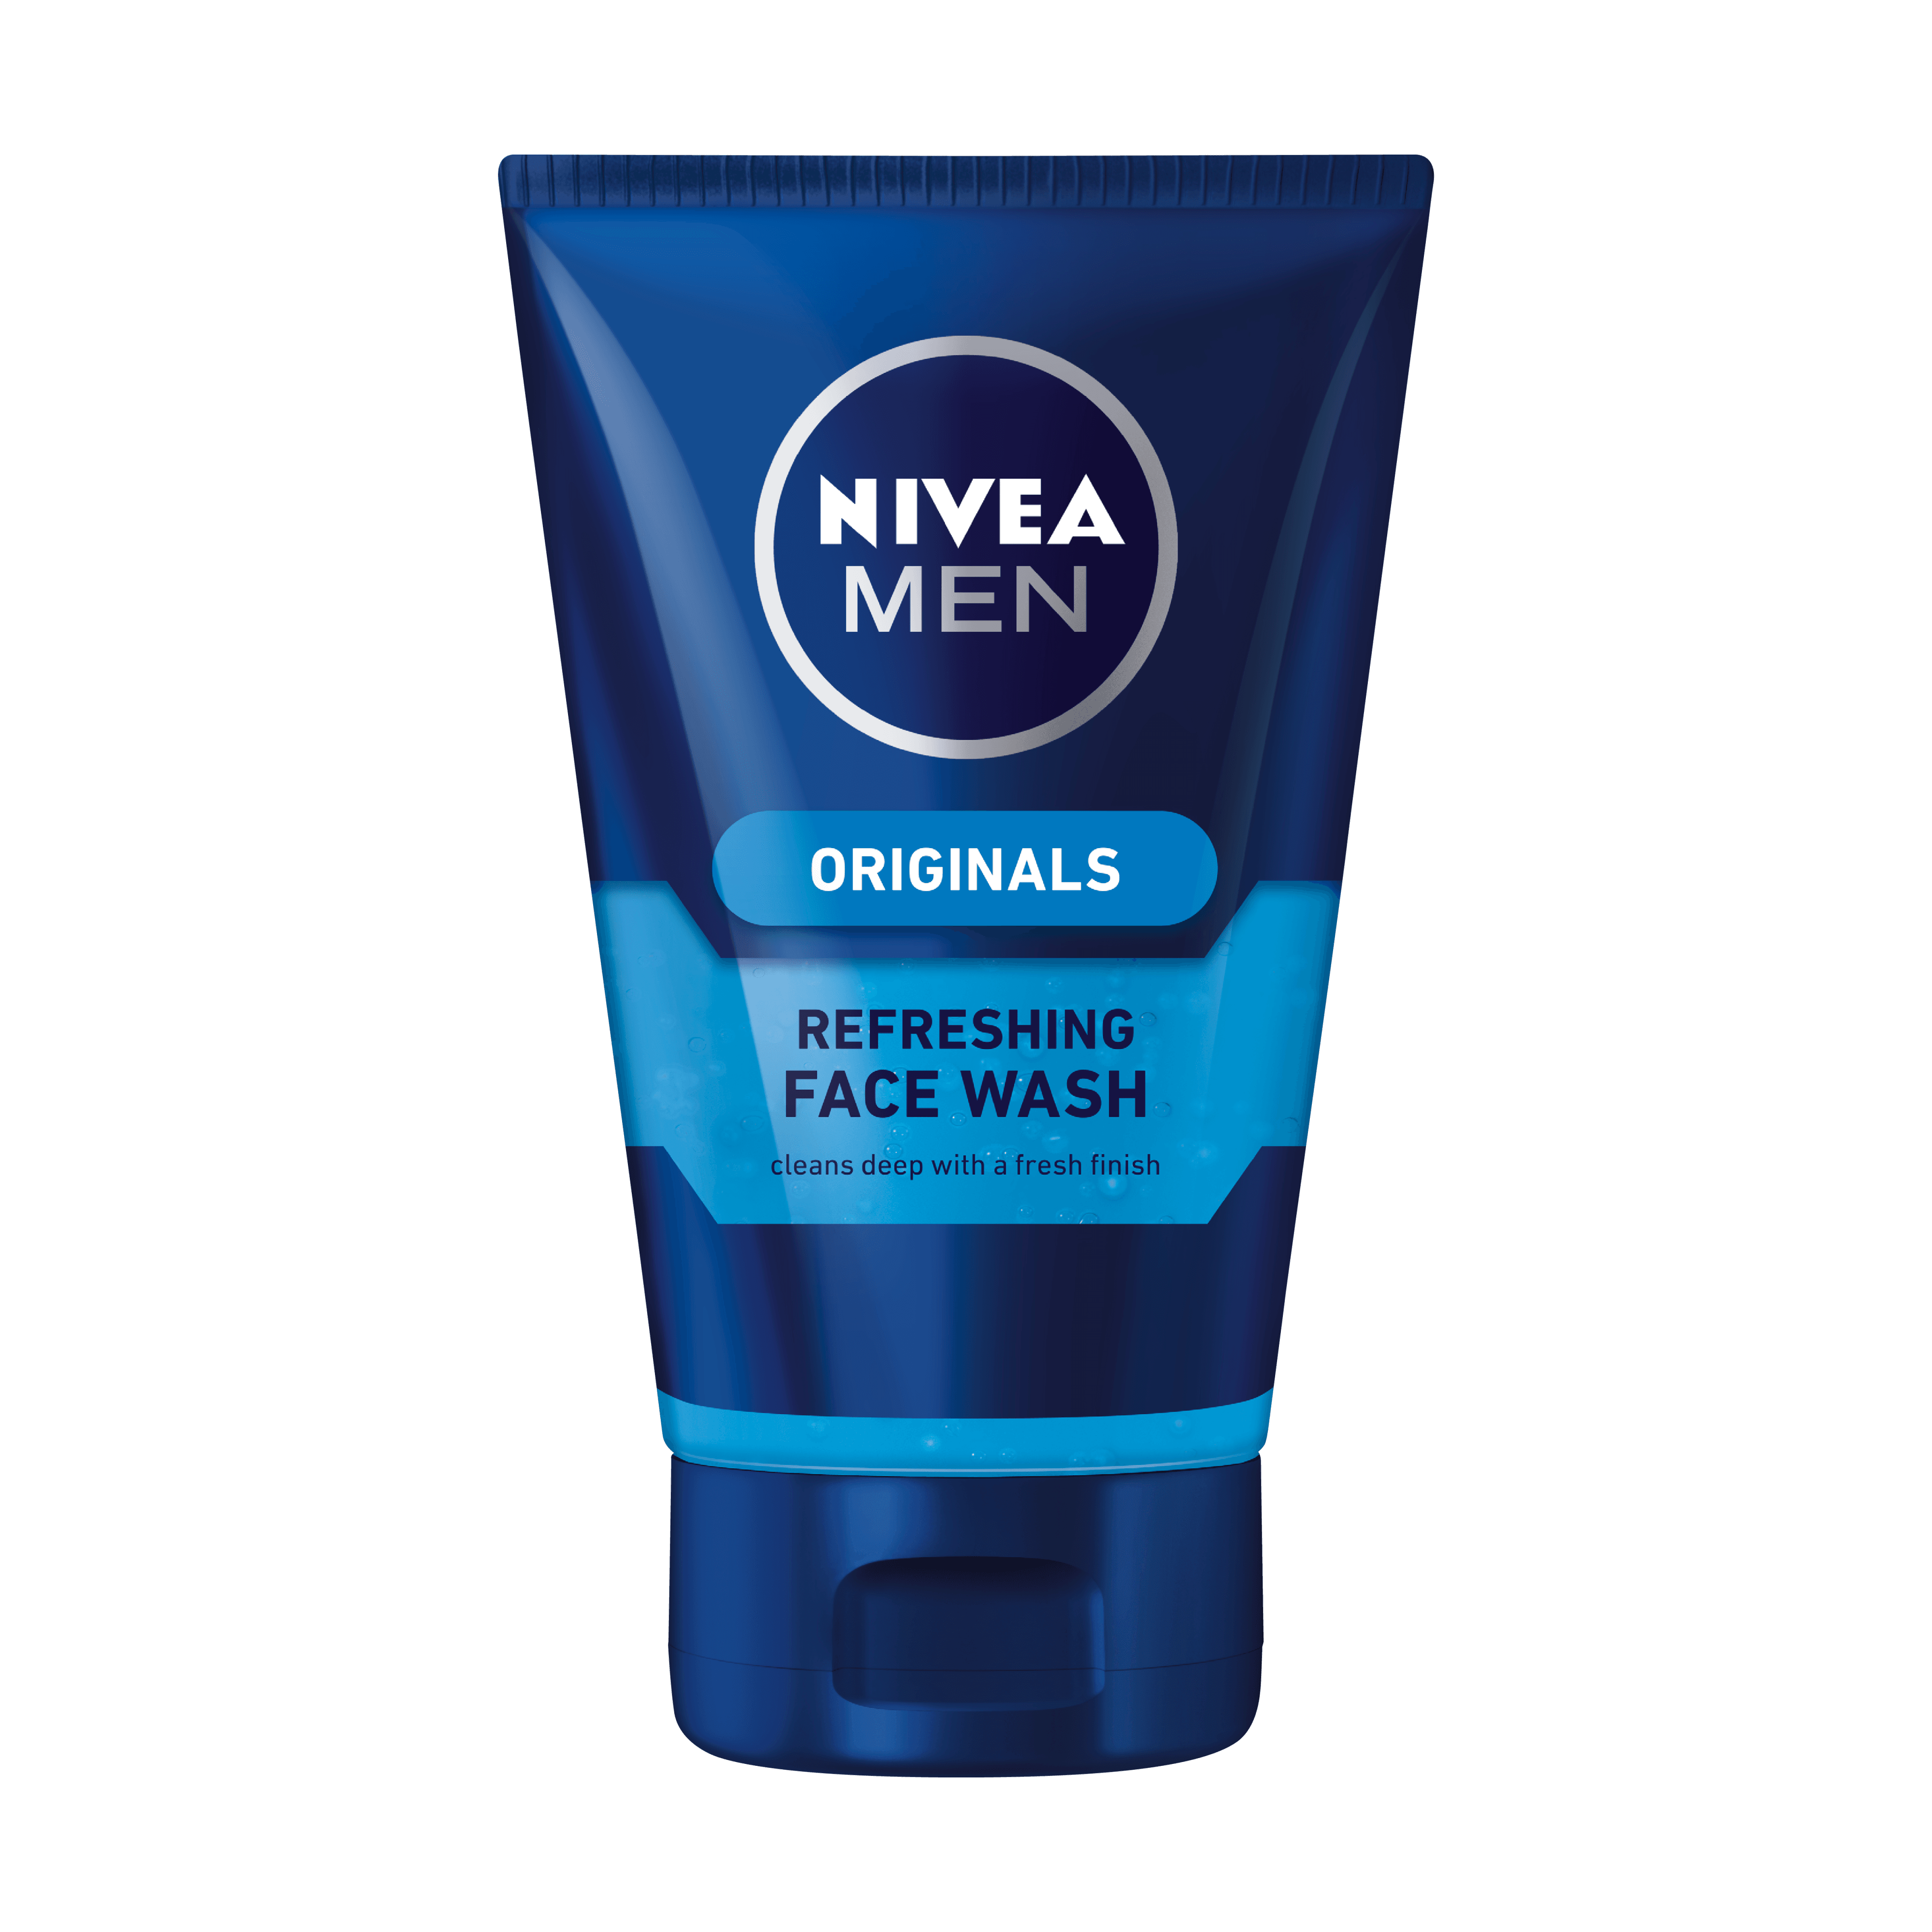 NIVEA
MEN
ORIGINALS
REFRESHING
FACE WASH
cleans deep with a fresh finish